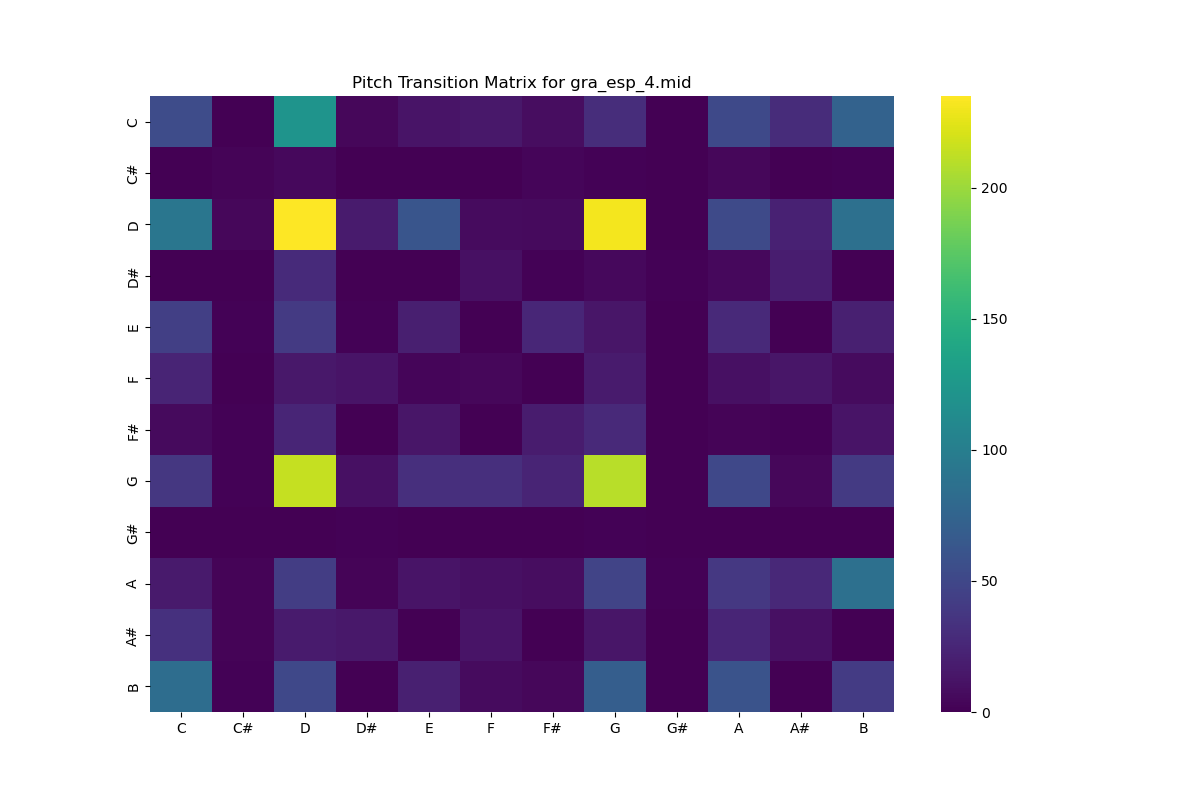 Pitch Transition Matrix for gra_esp_4.mid
C
C#
D
D#
E
F
F#
G
G#
A
A#
B
C C# D D# E F F# G G# A A# B
200
150
100
50
0